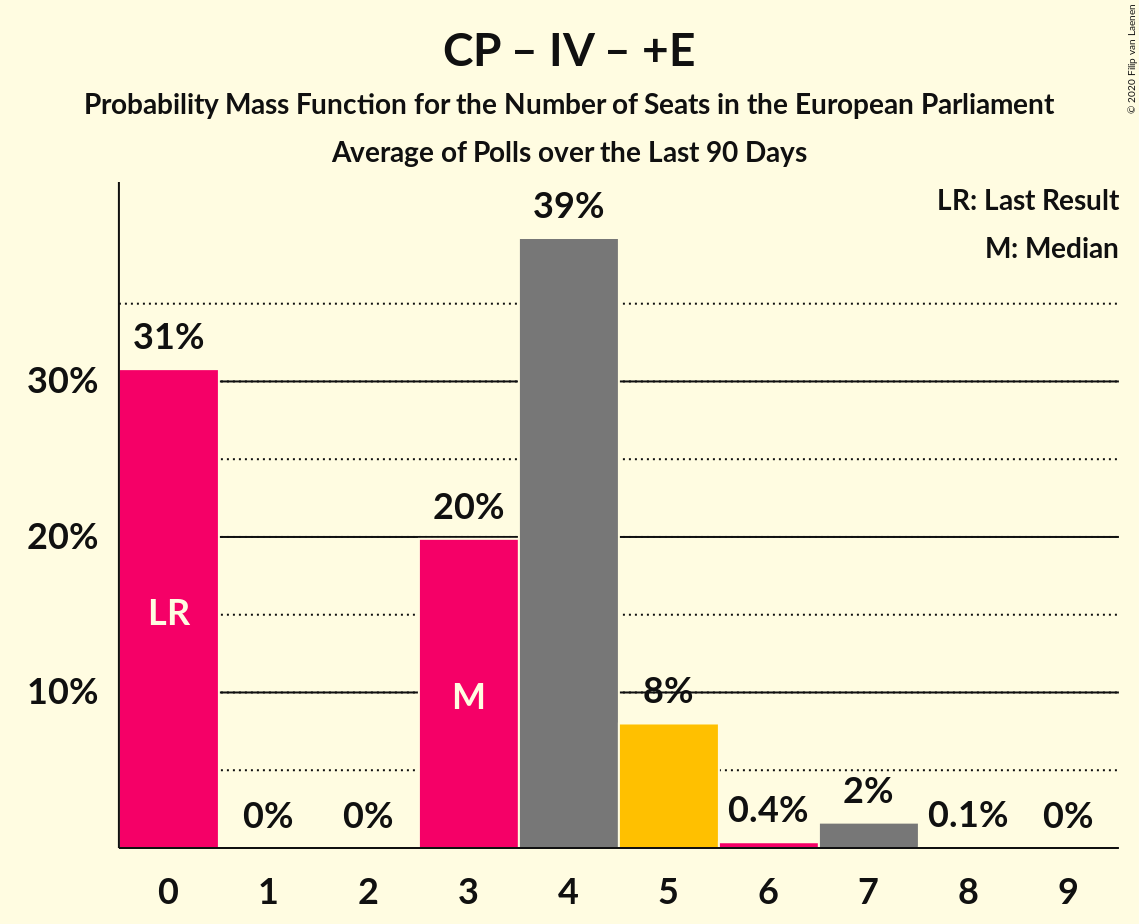 CP – IV – +E
Probability Mass Function for the Number of Seats in the European Parliament
Average of Polls over the Last 90 Days
© 2020 Filip van Laenen
LR: Last Result
M: Median
39%
31%
30%
20%
20%
LR
M
10%
8%
2%
0.4%
0.1%
0%
0%
0%
0 1 2 3 4 5 6 7 8 9